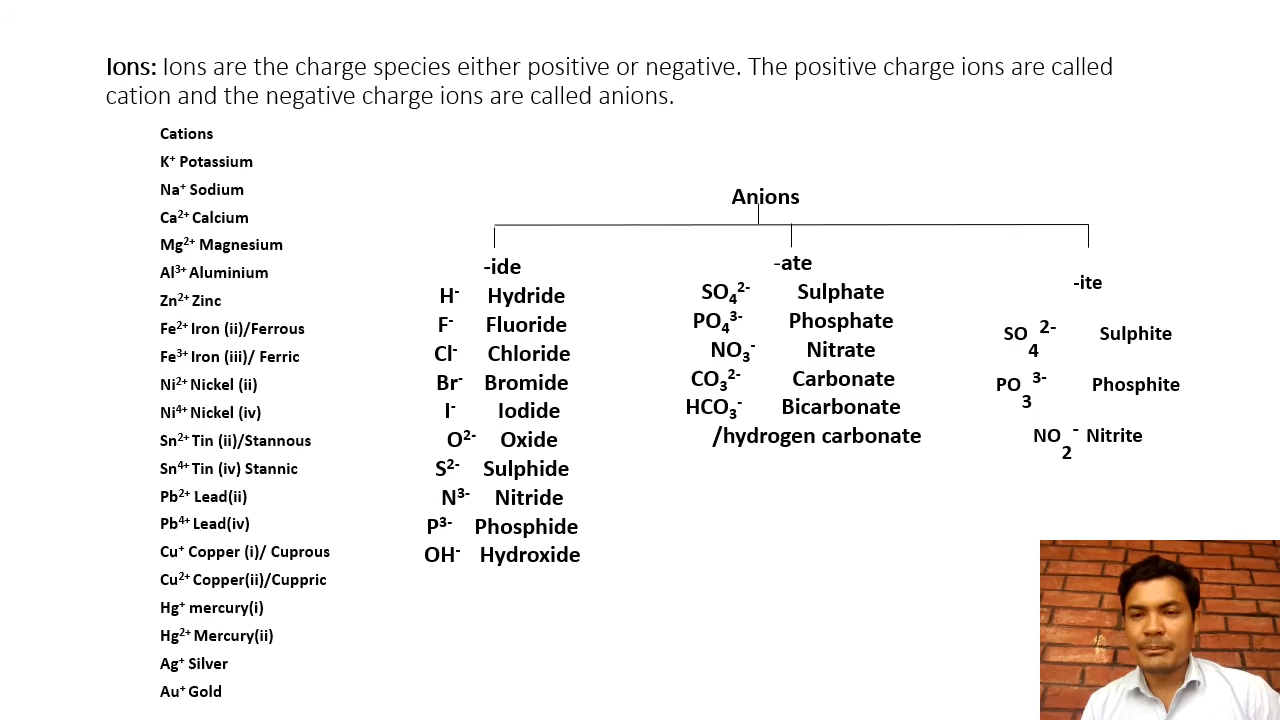 Ions: Ions are the charge species either positive or negative. The positive charge ions are called
cation and the negative charge ions are called anions.
Cations
K⁺ Potassium
Na⁺ Sodium
Ca²⁺ Calcium
Mg²⁺ Magnesium
Al³⁺ Aluminium
Zn²⁺ Zinc
Fe²⁺ Iron (ii)/Ferrous
Fe³⁺ Iron (iii)/ Ferric
Ni²⁺ Nickel (ii)
Ni⁴⁺ Nickel (iv)
Sn²⁺ Tin (ii)/Stannous
Sn⁴⁺ Tin (iv) Stannic
Pb²⁺ Lead(ii)
Pb⁴⁺ Lead(iv)
Cu⁺ Copper (i)/ Cuprous
Cu²⁺ Copper(ii)/Cuppric
Hg⁺ mercury(i)
Hg²⁺ Mercury(ii)
Ag⁺ Silver
Au⁺ Gold
Anions
-ide
H⁻ Hydride
F⁻ Fluoride
Cl⁻ Chloride
Br⁻ Bromide
I⁻ Iodide
O²⁻ Oxide
S²⁻ Sulphide
N³⁻ Nitride
P³⁻ Phosphide
OH⁻ Hydroxide
-ate
SO₄²⁻ Sulphate
PO₄³⁻ Phosphate
NO₃⁻ Nitrate
CO₃²⁻ Carbonate
HCO₃⁻ Bicarbonate
/hydrogen carbonate
-ite
SO₄²⁻ Sulphite
PO₃³⁻ Phosphite
NO₂⁻ Nitrite